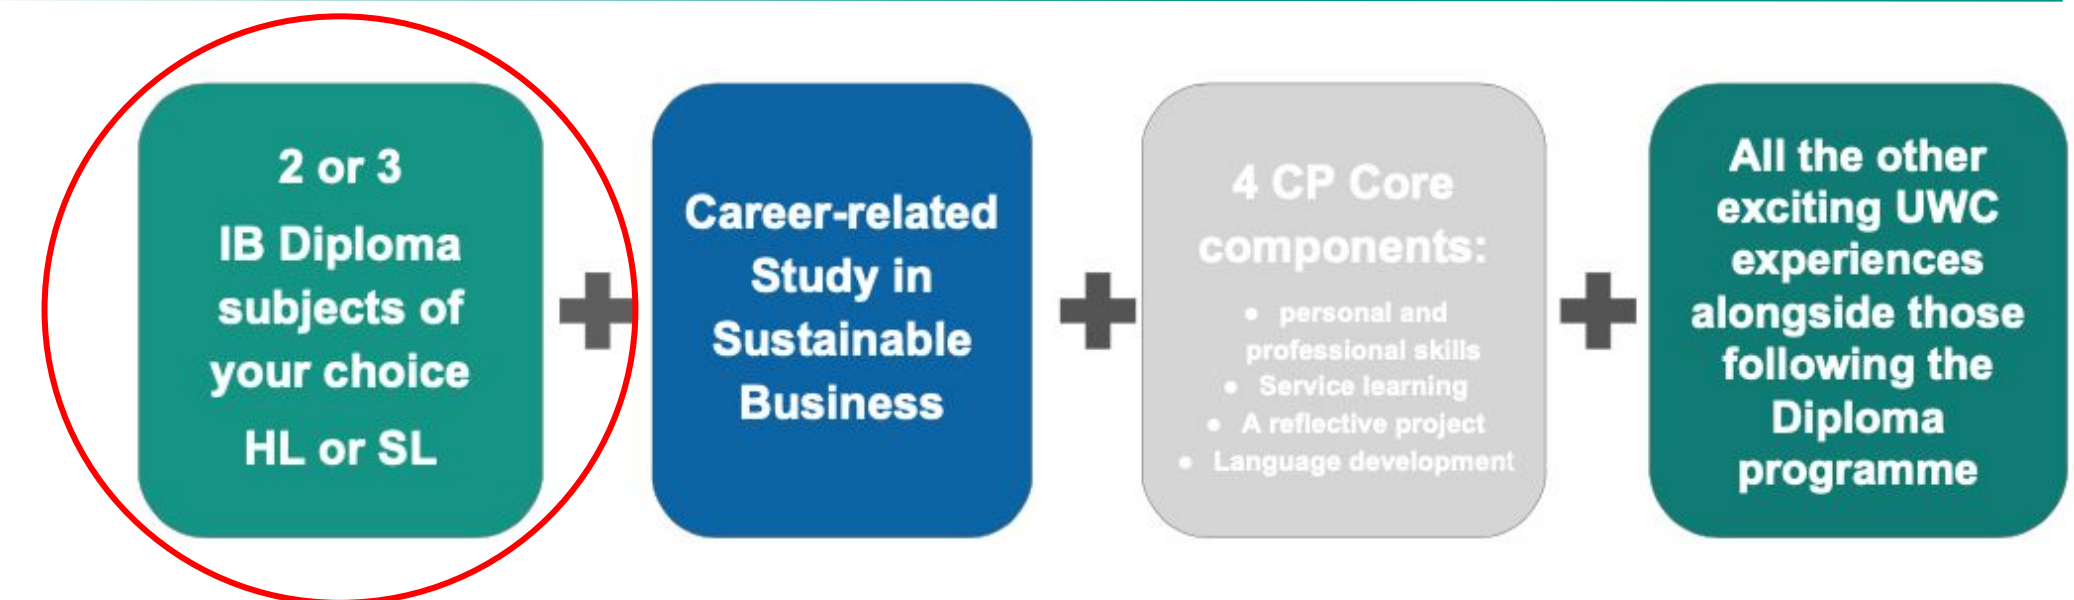 2 or 3
IB Diploma
subjects of
your choice
HL or SL
Career-related
Study in
Sustainable
Business
4 CP Core
components:
• personal and
professional skills
• Service learning
• A reflective project
• Language development
All the other
exciting UWC
experiences
alongside those
following the
Diploma
programme